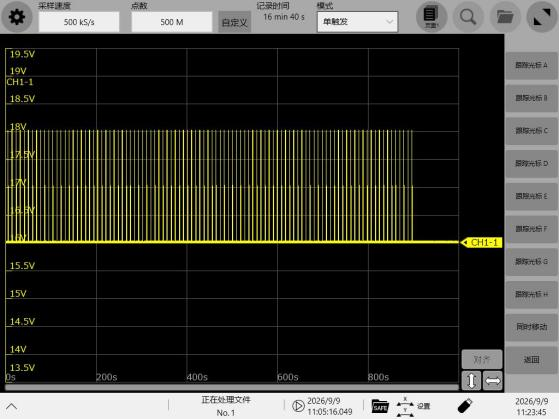 采样速度
点数
记录时间
模式
500 kS/s
500 M
自定义
16 min 40 s
单触发
页面1
19.5V
19V
CH1-1
18.5V
18V
17.5V
17V
16.5V
16V
CH1-1
15.5V
15V
14.5V
14V
13.5V
0s
200s
400s
600s
800s
跟踪光标 A
跟踪光标 B
跟踪光标 C
跟踪光标 D
跟踪光标 E
跟踪光标 F
跟踪光标 G
跟踪光标 H
同时移动
对齐
返回
正在处理文件
No. 1
2026/9/9
11:05:16.049
SAFE
X
Y
设置
2026/9/9
11:23:45